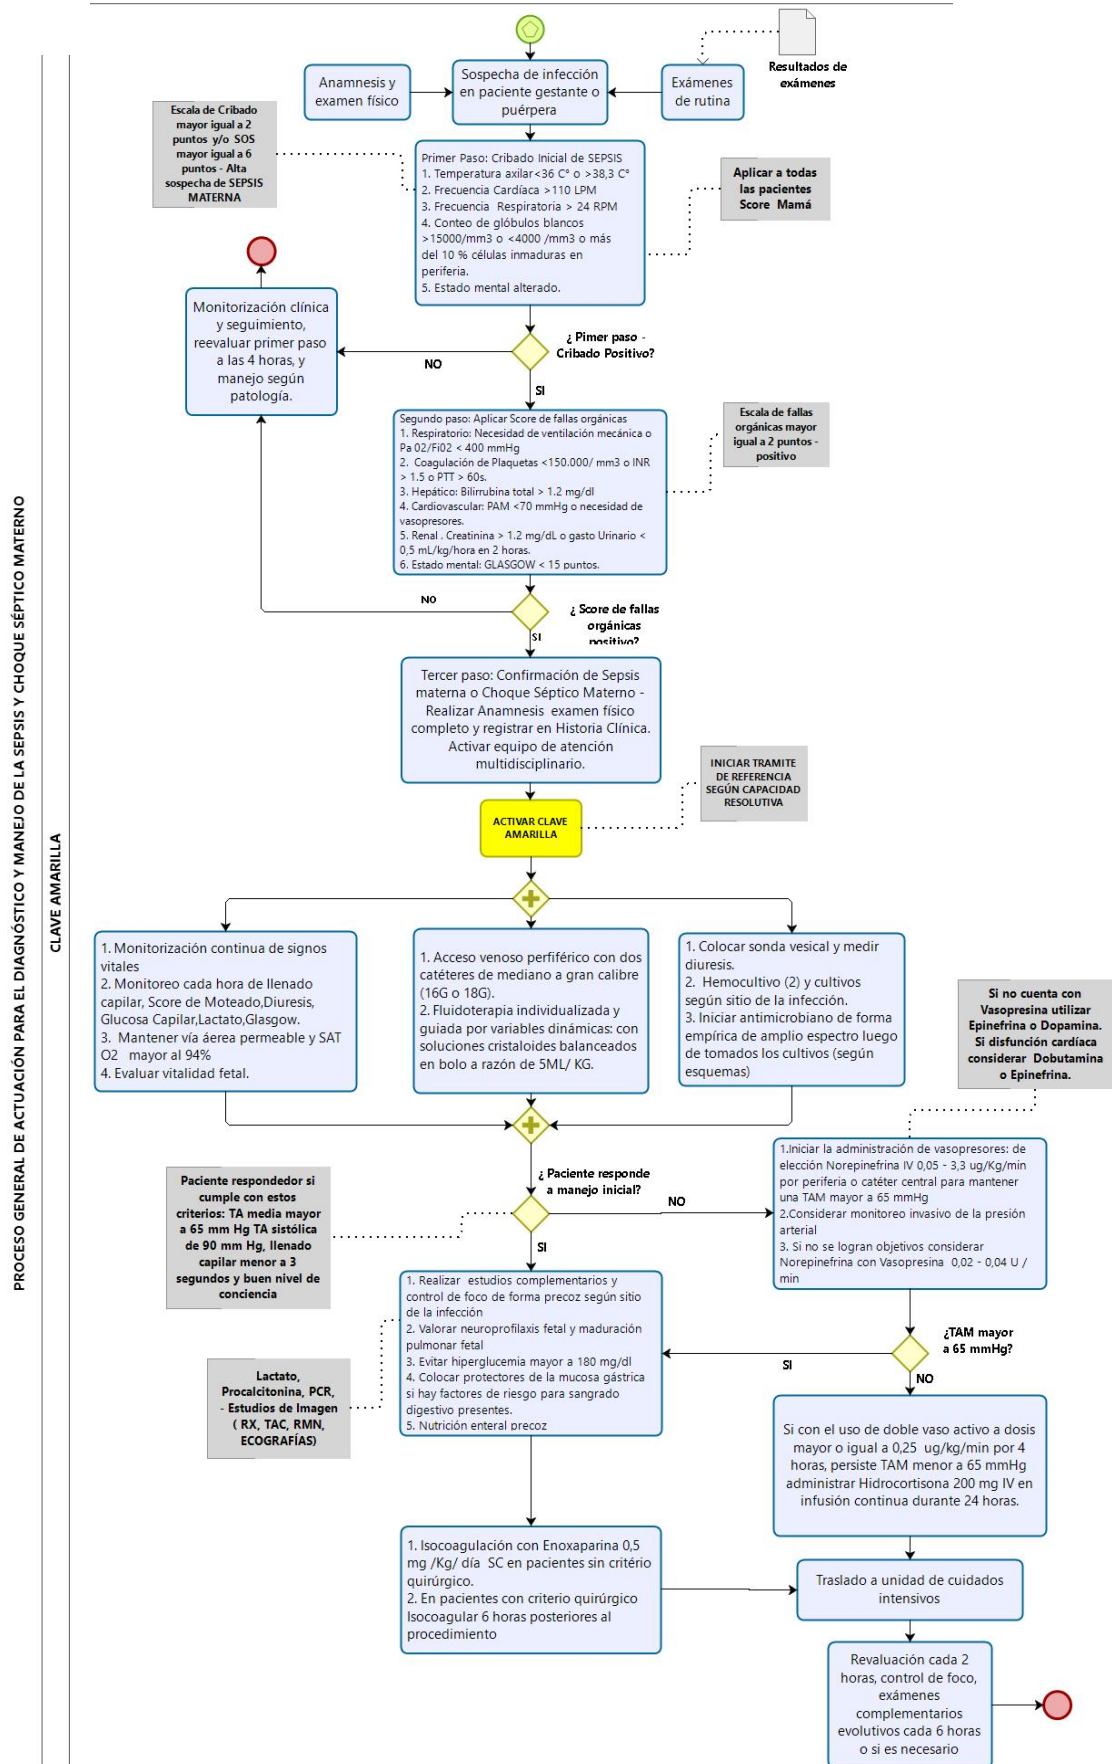 PROCESO GENERAL DE ACTUACIÓN PARA EL DIAGNÓSTICO Y MANEJO DE LA SEPSIS Y CHOQUE SÉPTICO MATERNO
CLAVE AMARILLA
Resultados de
exámenes
Anamnesis y
examen físico
Sospecha de infección
en paciente gestante o
puérpera
Exámenes
de rutina
Escala de Cribado
mayor igual a 2
puntos y/o SOS
mayor igual a 6
puntos - Alta
sospecha de SEPSIS
MATERNA
Primer Paso: Cribado Inicial de SEPSIS
1. Temperatura axilar<36 C° o >38,3 C°
2. Frecuencia Cardíaca >110 LPM
3. Frecuencia Respiratoria > 24 RPM
4. Conteo de glóbulos blancos
>15000/mm3 o <4000 /mm3 o más
del 10 % células inmaduras en
periferia.
5. Estado mental alterado.
Aplicar a todas
las pacientes
Score Mamá
Monitorización clínica
y seguimiento,
reevaluar primer paso
a las 4 horas, y
manejo según
patología.
¿ Pimer paso -
Cribado Positivo?
NO
SI
Segundo paso: Aplicar Score de fallas orgánicas
1. Respiratorio: Necesidad de ventilación mecánica o
Pa 02/Fi02 < 400 mmHg
2. Coagulación de Plaquetas <150.000/ mm3 o INR
> 1.5 o PTT > 60s.
3. Hepático: Bilirrubina total > 1.2 mg/dl
4. Cardiovascular: PAM <70 mmHg o necesidad de
vasopresores.
5. Renal . Creatinina > 1.2 mg/dL o gasto Urinario <
0,5 mL/kg/hora en 2 horas.
6. Estado mental: GLASGOW < 15 puntos.
Escala de fallas
orgánicas mayor
igual a 2 puntos -
positivo
NO
¿ Score de fallas
orgánicas
positivo?
SI
Tercer paso: Confirmación de Sepsis
materna o Choque Séptico Materno -
Realizar Anamnesis examen físico
completo y registrar en Historia Clínica.
Activar equipo de atención
multidisciplinario.
INICIAR TRAMITE
DE REFERENCIA
SEGÚN CAPACIDAD
RESOLUTIVA
ACTIVAR CLAVE
AMARILLA
1. Monitorización continua de signos
vitales
2. Monitoreo cada hora de llenado
capilar, Score de Moteado,Diuresis,
Glucosa Capilar,Lactato,Glasgow.
3. Mantener vía áerea permeable y SAT
O2 mayor al 94%
4. Evaluar vitalidad fetal.
1. Acceso venoso perfiférico con dos
catéteres de mediano a gran calibre
(16G o 18G).
2. Fluidoterapia individualizada y
guiada por variables dinámicas: con
soluciones cristaloides balanceados
en bolo a razón de 5ML/ KG.
1. Colocar sonda vesical y medir
diuresis.
2. Hemocultivo (2) y cultivos
según sitio de la infección.
3. Iniciar antimicrobiano de forma
empírica de amplio espectro luego
de tomados los cultivos (según
esquemas)
Si no cuenta con
Vasopresina utilizar
Epinefrina o Dopamina.
Si disfunción cardíaca
considerar Dobutamina
o Epinefrina.
Paciente respondedor si
cumple con estos
criterios: TA media mayor
a 65 mm Hg TA sistólica
de 90 mm Hg, llenado
capilar menor a 3
segundos y buen nivel de
conciencia
¿ Paciente responde
a manejo inicial?
NO
SI
1.Iniciar la administración de vasopresores: de
elección Norepinefrina IV 0,05 - 3,3 ug/Kg/min
por periferia o catéter central para mantener
una TAM mayor a 65 mmHg
2.Considerar monitoreo invasivo de la presión
arterial
3. Si no se logran objetivos considerar
Norepinefrina con Vasopresina 0,02 - 0,04 U /
min
1. Realizar estudios complementarios y
control de foco de forma precoz según sitio
de la infección
2. Valorar neuroprofilaxis fetal y maduración
pulmonar fetal
3. Evitar hiperglucemia mayor a 180 mg/dl
4. Colocar protectores de la mucosa gástrica
si hay factores de riesgo para sangrado
digestivo presentes.
5. Nutrición enteral precoz
¿TAM mayor
a 65 mmHg?
SI
NO
Lactato,
Procalcitonina, PCR,
- Estudios de Imagen
( RX, TAC, RMN,
ECOGRAFÍAS)
Si con el uso de doble vaso activo a dosis
mayor o igual a 0,25 ug/kg/min por 4
horas, persiste TAM menor a 65 mmHg
administrar Hidrocortisona 200 mg IV en
infusión continua durante 24 horas.
1. Isocoagulación con Enoxaparina 0,5
mg /Kg/ día SC en pacientes sin critério
quirúrgico.
2. En pacientes con criterio quirúrgico
Isocoagular 6 horas posteriores al
procedimiento
Traslado a unidad de cuidados
intensivos
Revaluación cada 2
horas, control de foco,
exámenes
complementarios
evolutivos cada 6 horas
o si es necesario